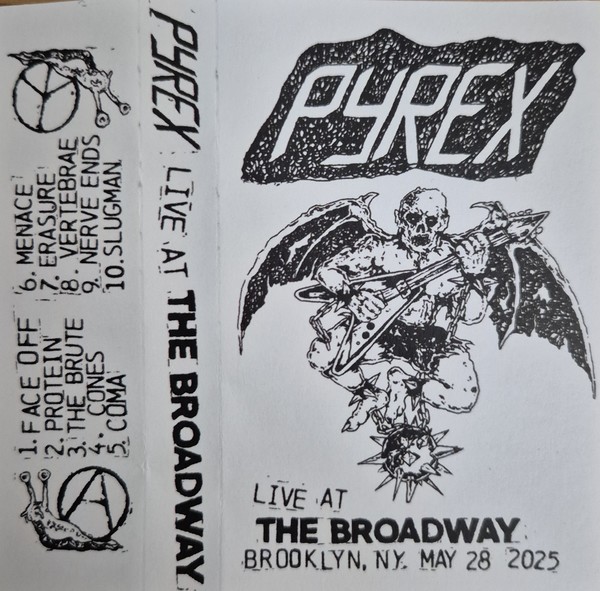 1. FACE OFF
2. PROTEIN
3. THE BRUTE
4. CONES
5. COMA
6. MENACE
7. ERASURE
8. VERTEBRAE
9. NERVE ENDS
10. SLUGMAN
PYREX LIVE AT THE BROADWAY
PYREX
LIVE AT
THE BROADWAY
BROOKLYN, NY. MAY 28 2025